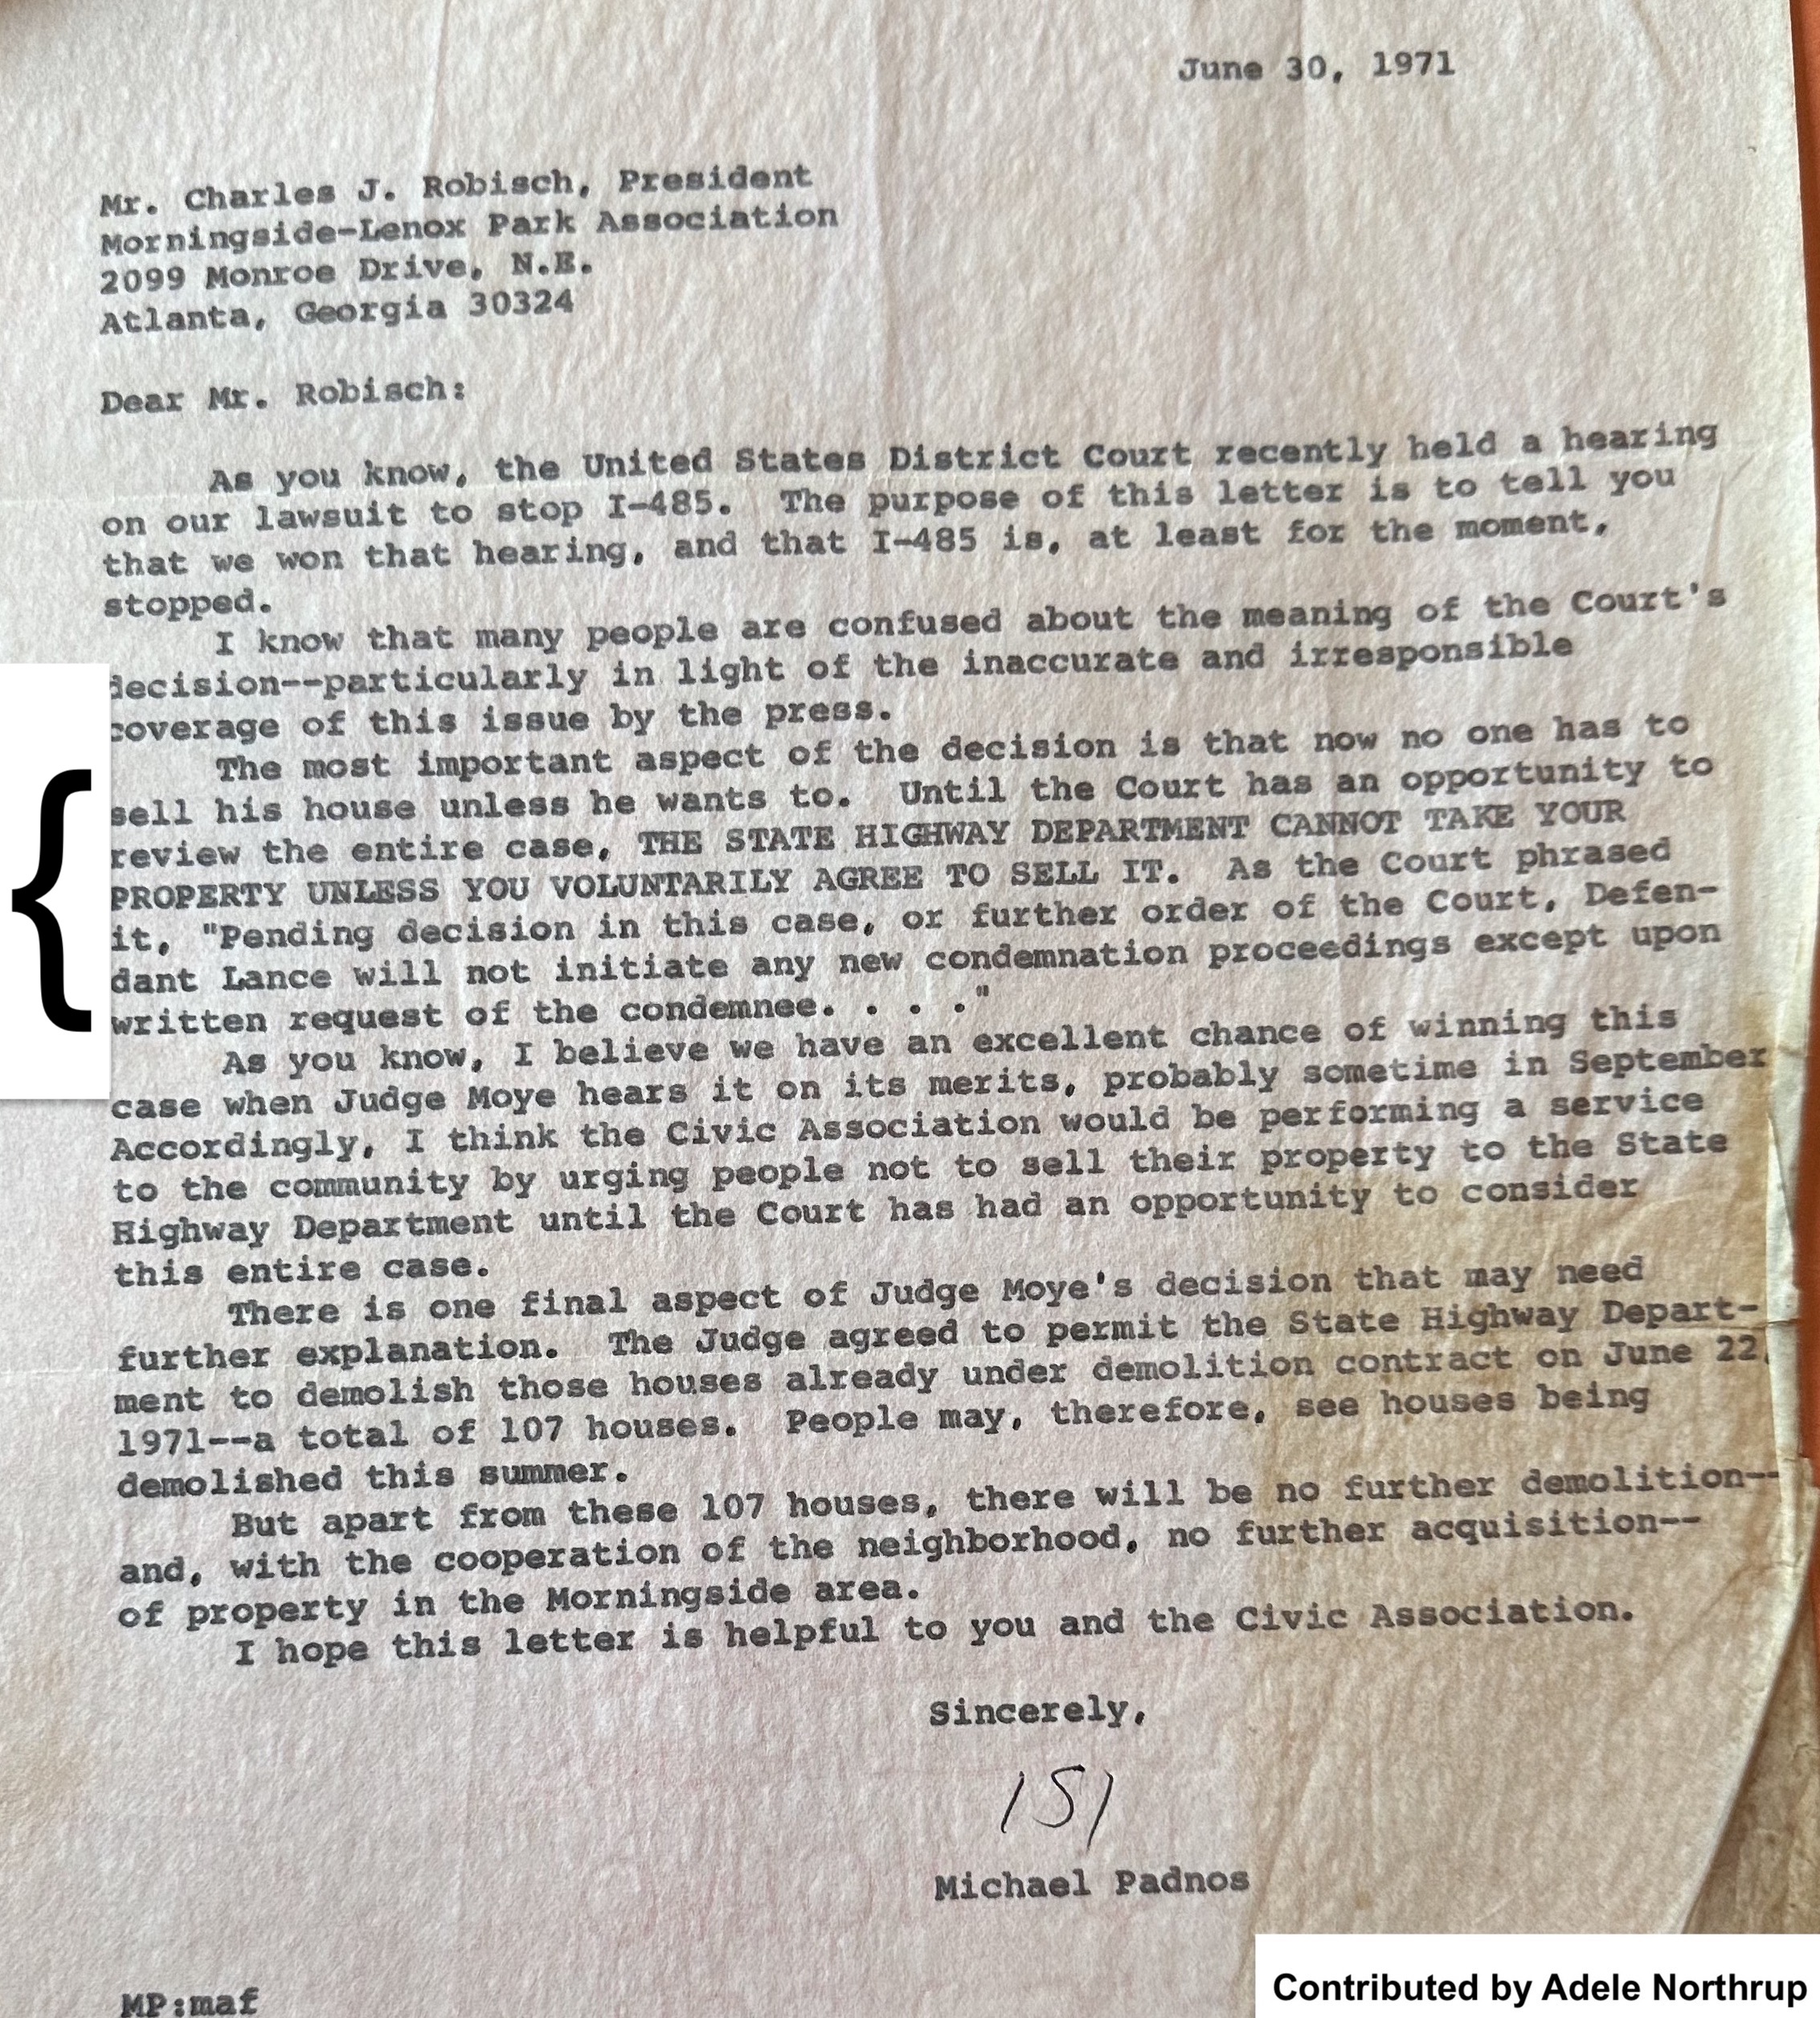 June 30, 1971
Mr. Charles J. Robisch, President
Morningside-Lenox Park Association
2099 Monroe Drive, N.E.
Atlanta, Georgia 30324
Dear Mr. Robisch:
As you know, the United States District Court recently held a hearing
on our lawsuit to stop I-485. The purpose of this letter is to tell you
that we won that hearing, and that I-485 is, at least for the moment,
stopped.
I know that many people are confused about the meaning of the Court's
decision--particularly in light of the inaccurate and irresponsible
coverage of this issue by the press.
The most important aspect of the decision is that now no one has to
sell his house unless he wants to. Until the Court has an opportunity to
review the entire case, THE STATE HIGHWAY DEPARTMENT CANNOT TAKE YOUR
PROPERTY UNLESS YOU VOLUNTARILY AGREE TO SELL IT. As the Court phrased
it, "Pending decision in this case, or further order of the Court, Defen-
dant Lance will not initiate any new condemnation proceedings except upon
written request of the condemnee. . . ."
As you know, I believe we have an excellent chance of winning this
case when Judge Moye hears it on its merits, probably sometime in September
Accordingly, I think the Civic Association would be performing a service
to the community by urging people not to sell their property to the State
Highway Department until the Court has had an opportunity to consider
this entire case.
There is one final aspect of Judge Moye's decision that may need
further explanation. The Judge agreed to permit the State Highway Depart-
ment to demolish those houses already under demolition contract on June 22,
1971--a total of 107 houses. People may, therefore, see houses being
demolished this summer.
But apart from these 107 houses, there will be no further demolition--
and, with the cooperation of the neighborhood, no further acquisition--
of property in the Morningside area.
I hope this letter is helpful to you and the Civic Association.
Sincerely,
/S/
Michael Padnos
MP:maf
{
Contributed by Adele Northrup